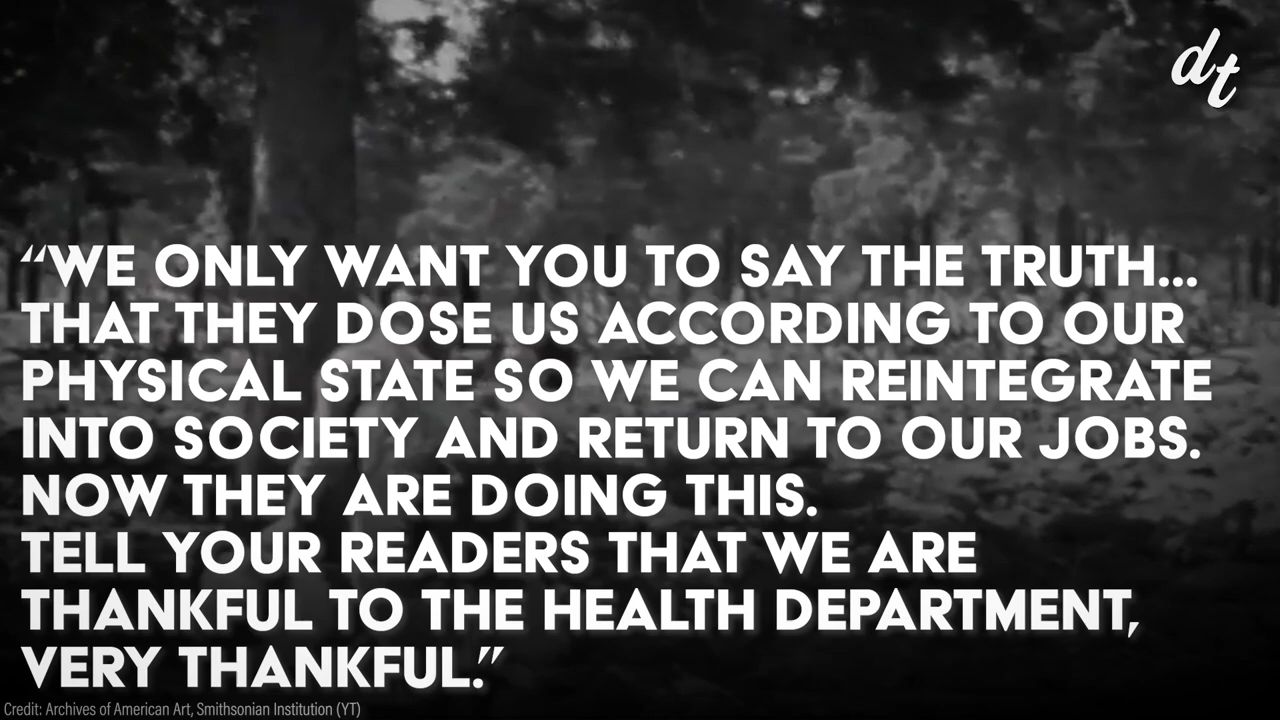 dt
“WE ONLY WANT YOU TO SAY THE TRUTH...
THAT THEY DOSE US ACCORDING TO OUR
PHYSICAL STATE SO WE CAN REINTEGRATE
INTO SOCIETY AND RETURN TO OUR JOBS.
NOW THEY ARE DOING THIS.
TELL YOUR READERS THAT WE ARE
THANKFUL TO THE HEALTH DEPARTMENT,
VERY THANKFUL.”
Credit: Archives of American Art, Smithsonian Institution (YT)